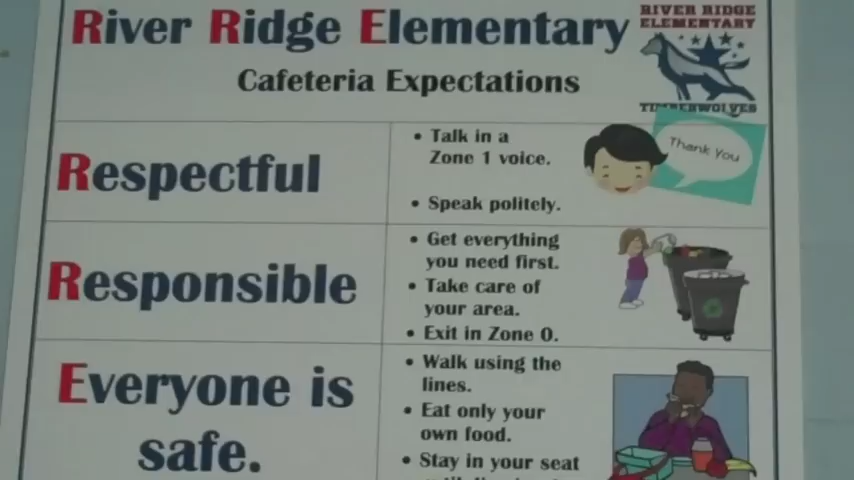 River Ridge Elementary
Cafeteria Expectations
RIVER RIDGE
ELEMENTARY
TIMBERWOLVES
Respectful
• Talk in a
Zone 1 voice.
• Speak politely.
Thank You
Responsible
• Get everything
you need first.
• Take care of
your area.
• Exit in Zone 0.
Everyone is
safe.
• Walk using the
lines.
• Eat only your
own food.
• Stay in your seat